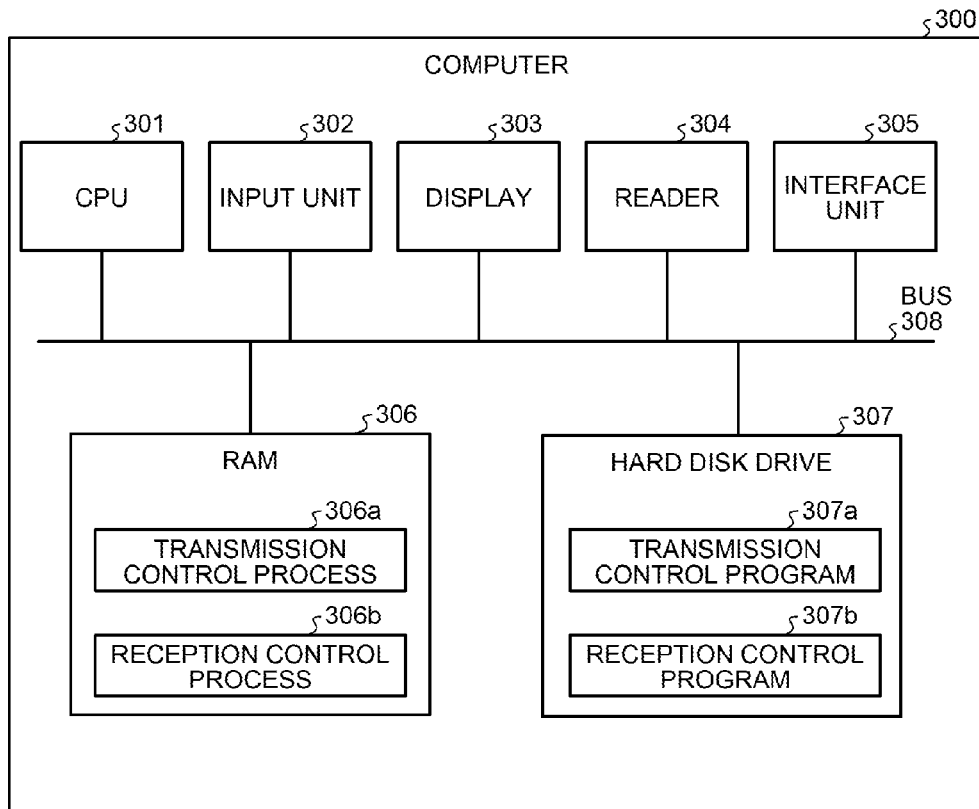 300
COMPUTER
301
302
303
304
305
CPU
INPUT UNIT
DISPLAY
READER
INTERFACE
UNIT
BUS
308
306
307
RAM
HARD DISK DRIVE
306a
307a
TRANSMISSION
CONTROL PROCESS
TRANSMISSION
CONTROL PROGRAM
306b
307b
RECEPTION CONTROL
PROCESS
RECEPTION CONTROL
PROGRAM